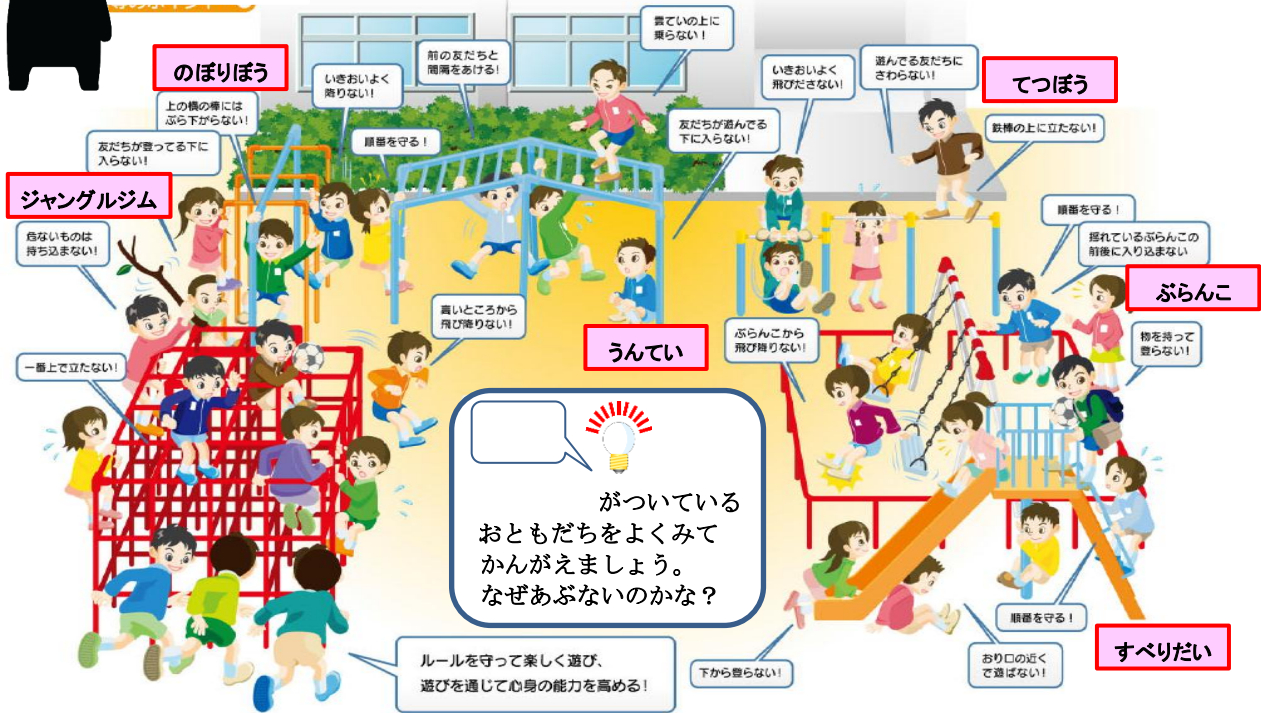 のぼりぼう
いきおいよく
降りない!
前の友だちと
間隔をあける!
雲ていの上に
乗らない!
いきおいよく
飛びださない!
遊んでる友だちに
さわらない!
てつぼう
上の横の棒には
ぶら下がらない!
順番を守る!
友だちが遊んでる
下に入らない!
鉄棒の上に立たない!
友だちが登ってる下に
入らない!
ジャングルジム
危ないものは
持ち込まない!
順番を守る!
揺れているぶらんこの
前後に入り込まない
ぶらんこ
高いところから
飛び降りない!
うんてい
ぶらんこから
飛び降りない!
物を持って
登らない!
一番上で立たない!
がついている
おともだちをよくみて
かんがえましょう。
なぜあぶないのかな?
順番を守る!
すべりだい
ルールを守って楽しく遊び、
遊びを通じて心身の能力を高める!
下から登らない!
おり口の近く
で遊ばない!